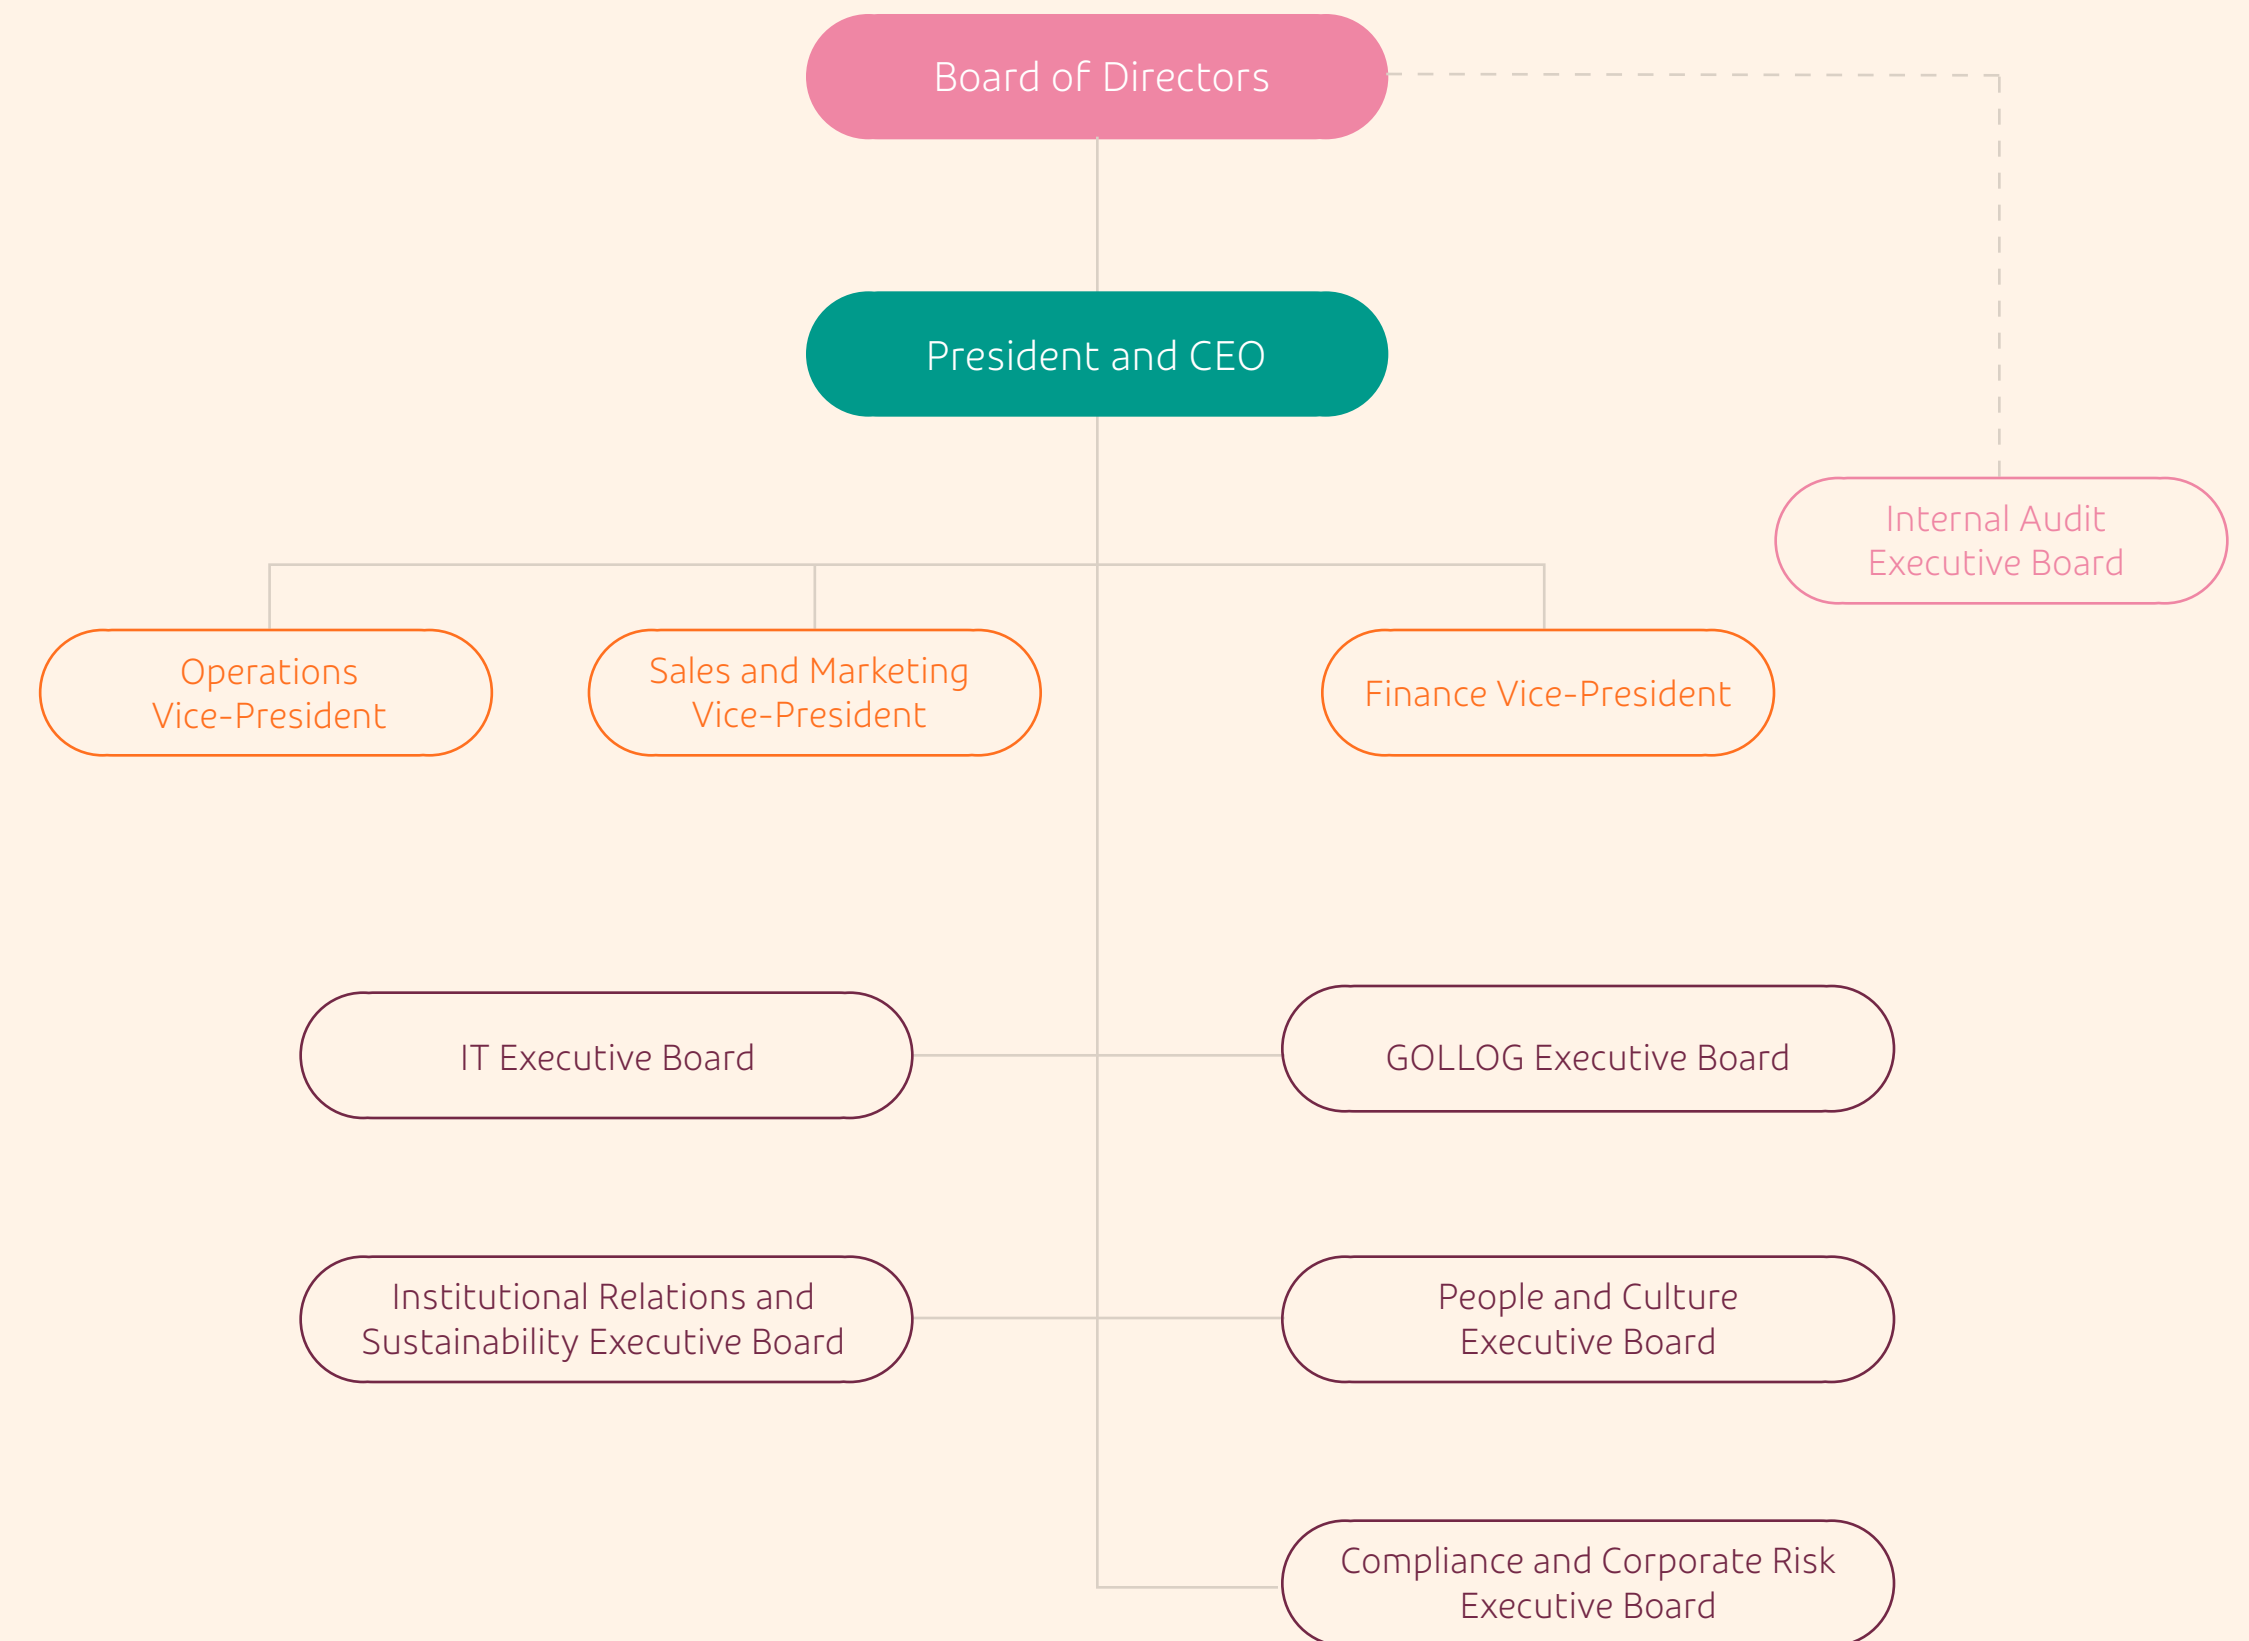 Board of Directors
President and CEO
Internal Audit
Executive Board
Operations
Vice-President
Sales and Marketing
Vice-President
Finance Vice-President
IT Executive Board
GOLLOG Executive Board
Institutional Relations and
Sustainability Executive Board
People and Culture
Executive Board
Compliance and Corporate Risk
Executive Board